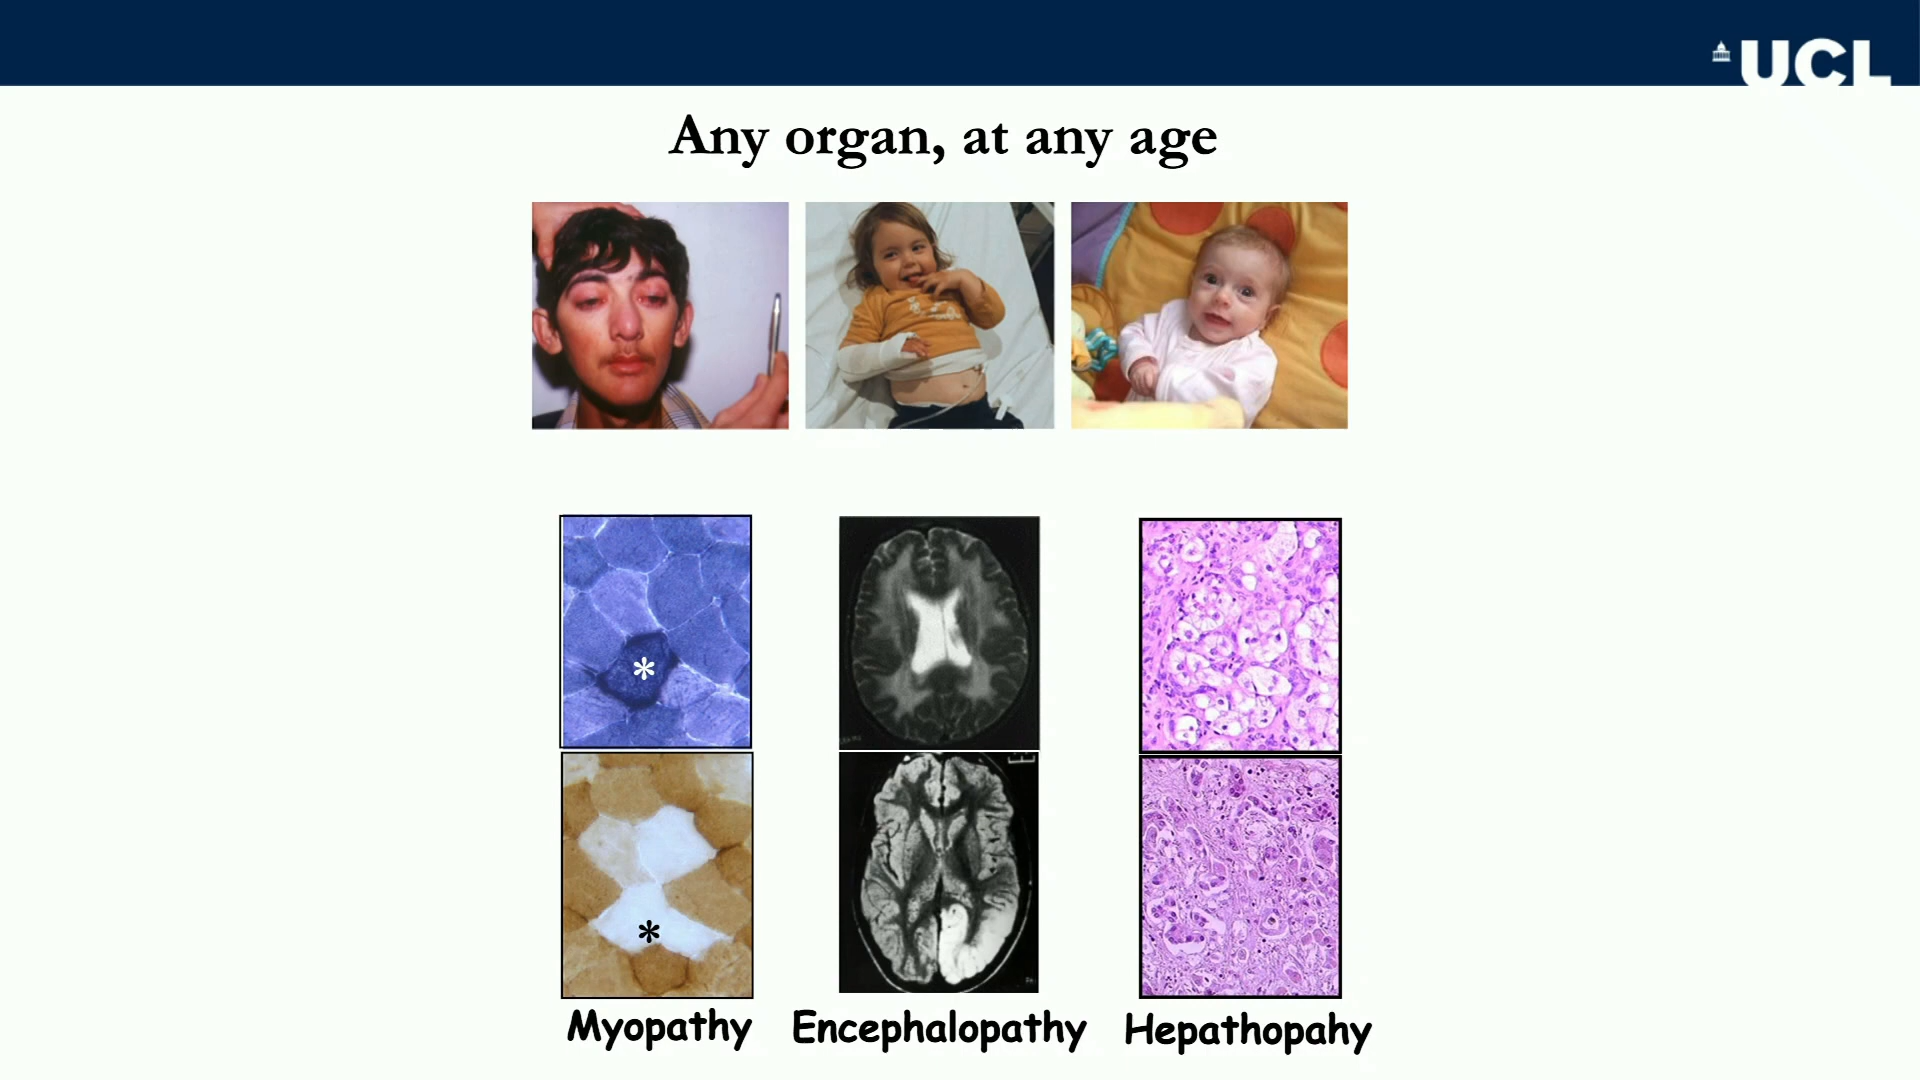 UCL
Any organ, at any age
*
*
Myopathy
Encephalopathy
Hepathopahy